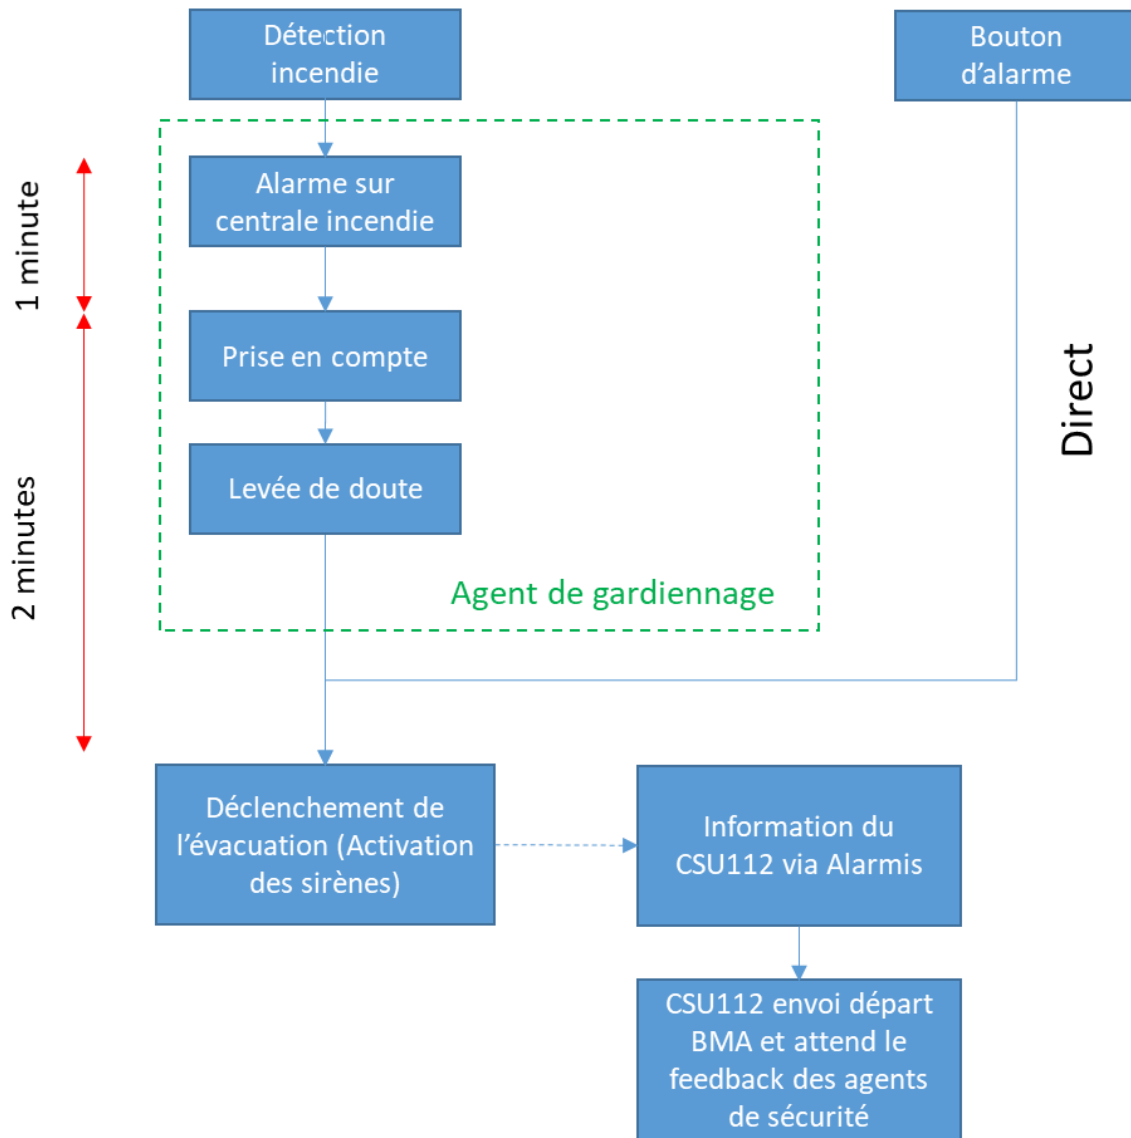 Détection
incendie
Bouton
d’alarme
Alarme sur
centrale incendie
1 minute
Prise en compte
Direct
Levée de doute
2 minutes
Agent de gardiennage
Déclenchement de
l’évacuation (Activation
des sirènes)
Information du
CSU112 via Alarmis
CSU112 envoi départ
BMA et attend le
feedback des agents
de sécurité